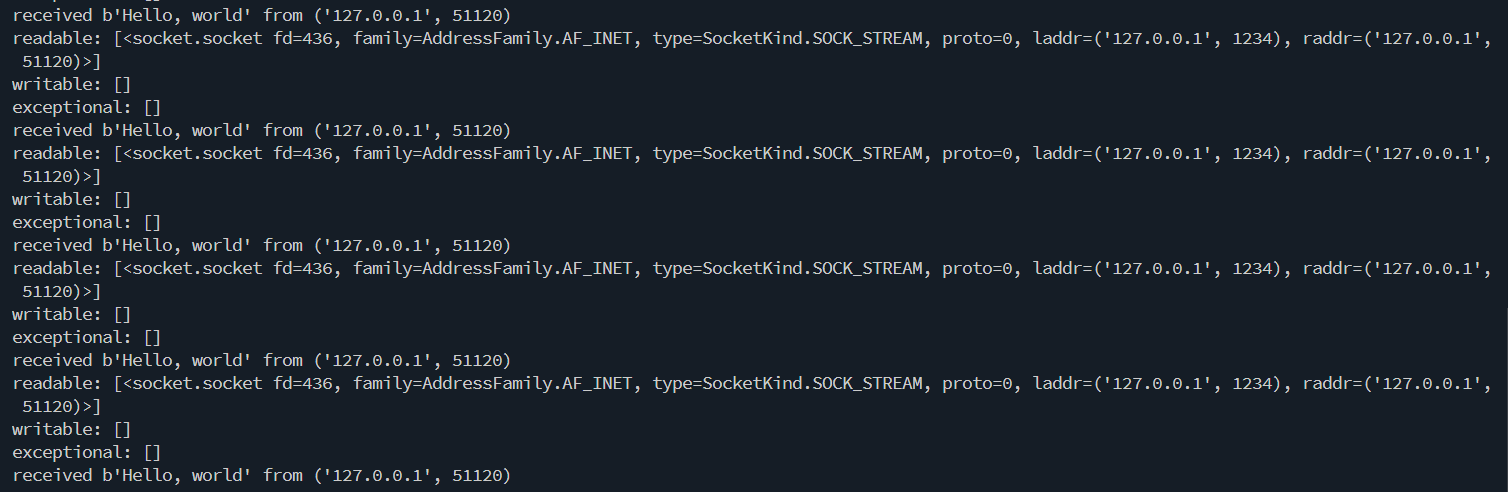 received b'Hello, world' from ('127.0.0.1', 51120)
readable: [<socket.socket fd=436, family=AddressFamily.AF_INET, type=SocketKind.SOCK_STREAM, proto=0, laddr=('127.0.0.1', 1234), raddr=('127.0.0.1',
51120)>]
writable: []
exceptional: []
received b'Hello, world' from ('127.0.0.1', 51120)
readable: [<socket.socket fd=436, family=AddressFamily.AF_INET, type=SocketKind.SOCK_STREAM, proto=0, laddr=('127.0.0.1', 1234), raddr=('127.0.0.1',
51120)>]
writable: []
exceptional: []
received b'Hello, world' from ('127.0.0.1', 51120)
readable: [<socket.socket fd=436, family=AddressFamily.AF_INET, type=SocketKind.SOCK_STREAM, proto=0, laddr=('127.0.0.1', 1234), raddr=('127.0.0.1',
51120)>]
writable: []
exceptional: []
received b'Hello, world' from ('127.0.0.1', 51120)
readable: [<socket.socket fd=436, family=AddressFamily.AF_INET, type=SocketKind.SOCK_STREAM, proto=0, laddr=('127.0.0.1', 1234), raddr=('127.0.0.1',
51120)>]
writable: []
exceptional: []
received b'Hello, world' from ('127.0.0.1', 51120)